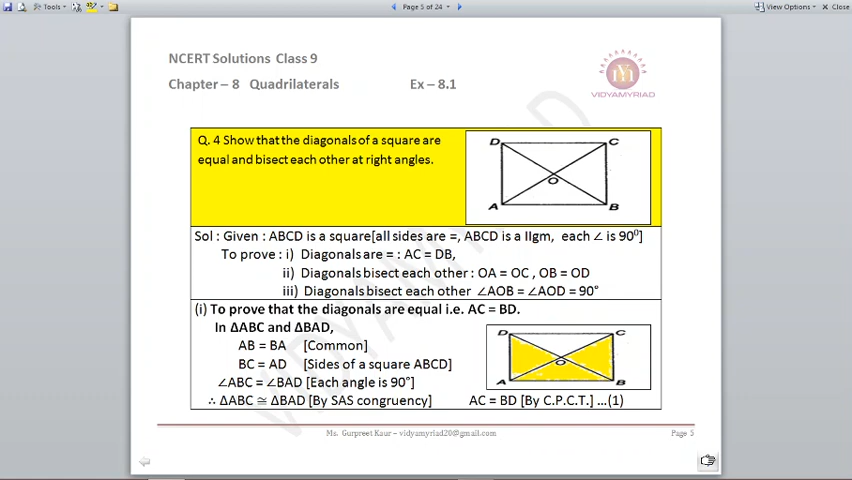 Tools
Page 5 of 24
View Options
Close
NCERT Solutions Class 9
Chapter – 8 Quadrilaterals Ex – 8.1
VIDYAMYRIAD
Q. 4 Show that the diagonals of a square are
equal and bisect each other at right angles.
D C
O
A B
Sol : Given : ABCD is a square[all sides are =, ABCD is a IIgm, each ∠ is 90⁰]
To prove : i) Diagonals are = : AC = DB,
ii) Diagonals bisect each other : OA = OC , OB = OD
iii) Diagonals bisect each other ∠AOB = ∠AOD = 90°
(i) To prove that the diagonals are equal i.e. AC = BD.
In ΔABC and ΔBAD,
AB = BA [Common]
BC = AD [Sides of a square ABCD]
∠ABC = ∠BAD [Each angle is 90°]
∴ ΔABC ≅ ΔBAD [By SAS congruency] AC = BD [By C.P.C.T.] ...(1)
D C
O
A B
Ms. Gurpreet Kaur – vidyamyriad20@gmail.com Page 5
VIDYAMYRIAD